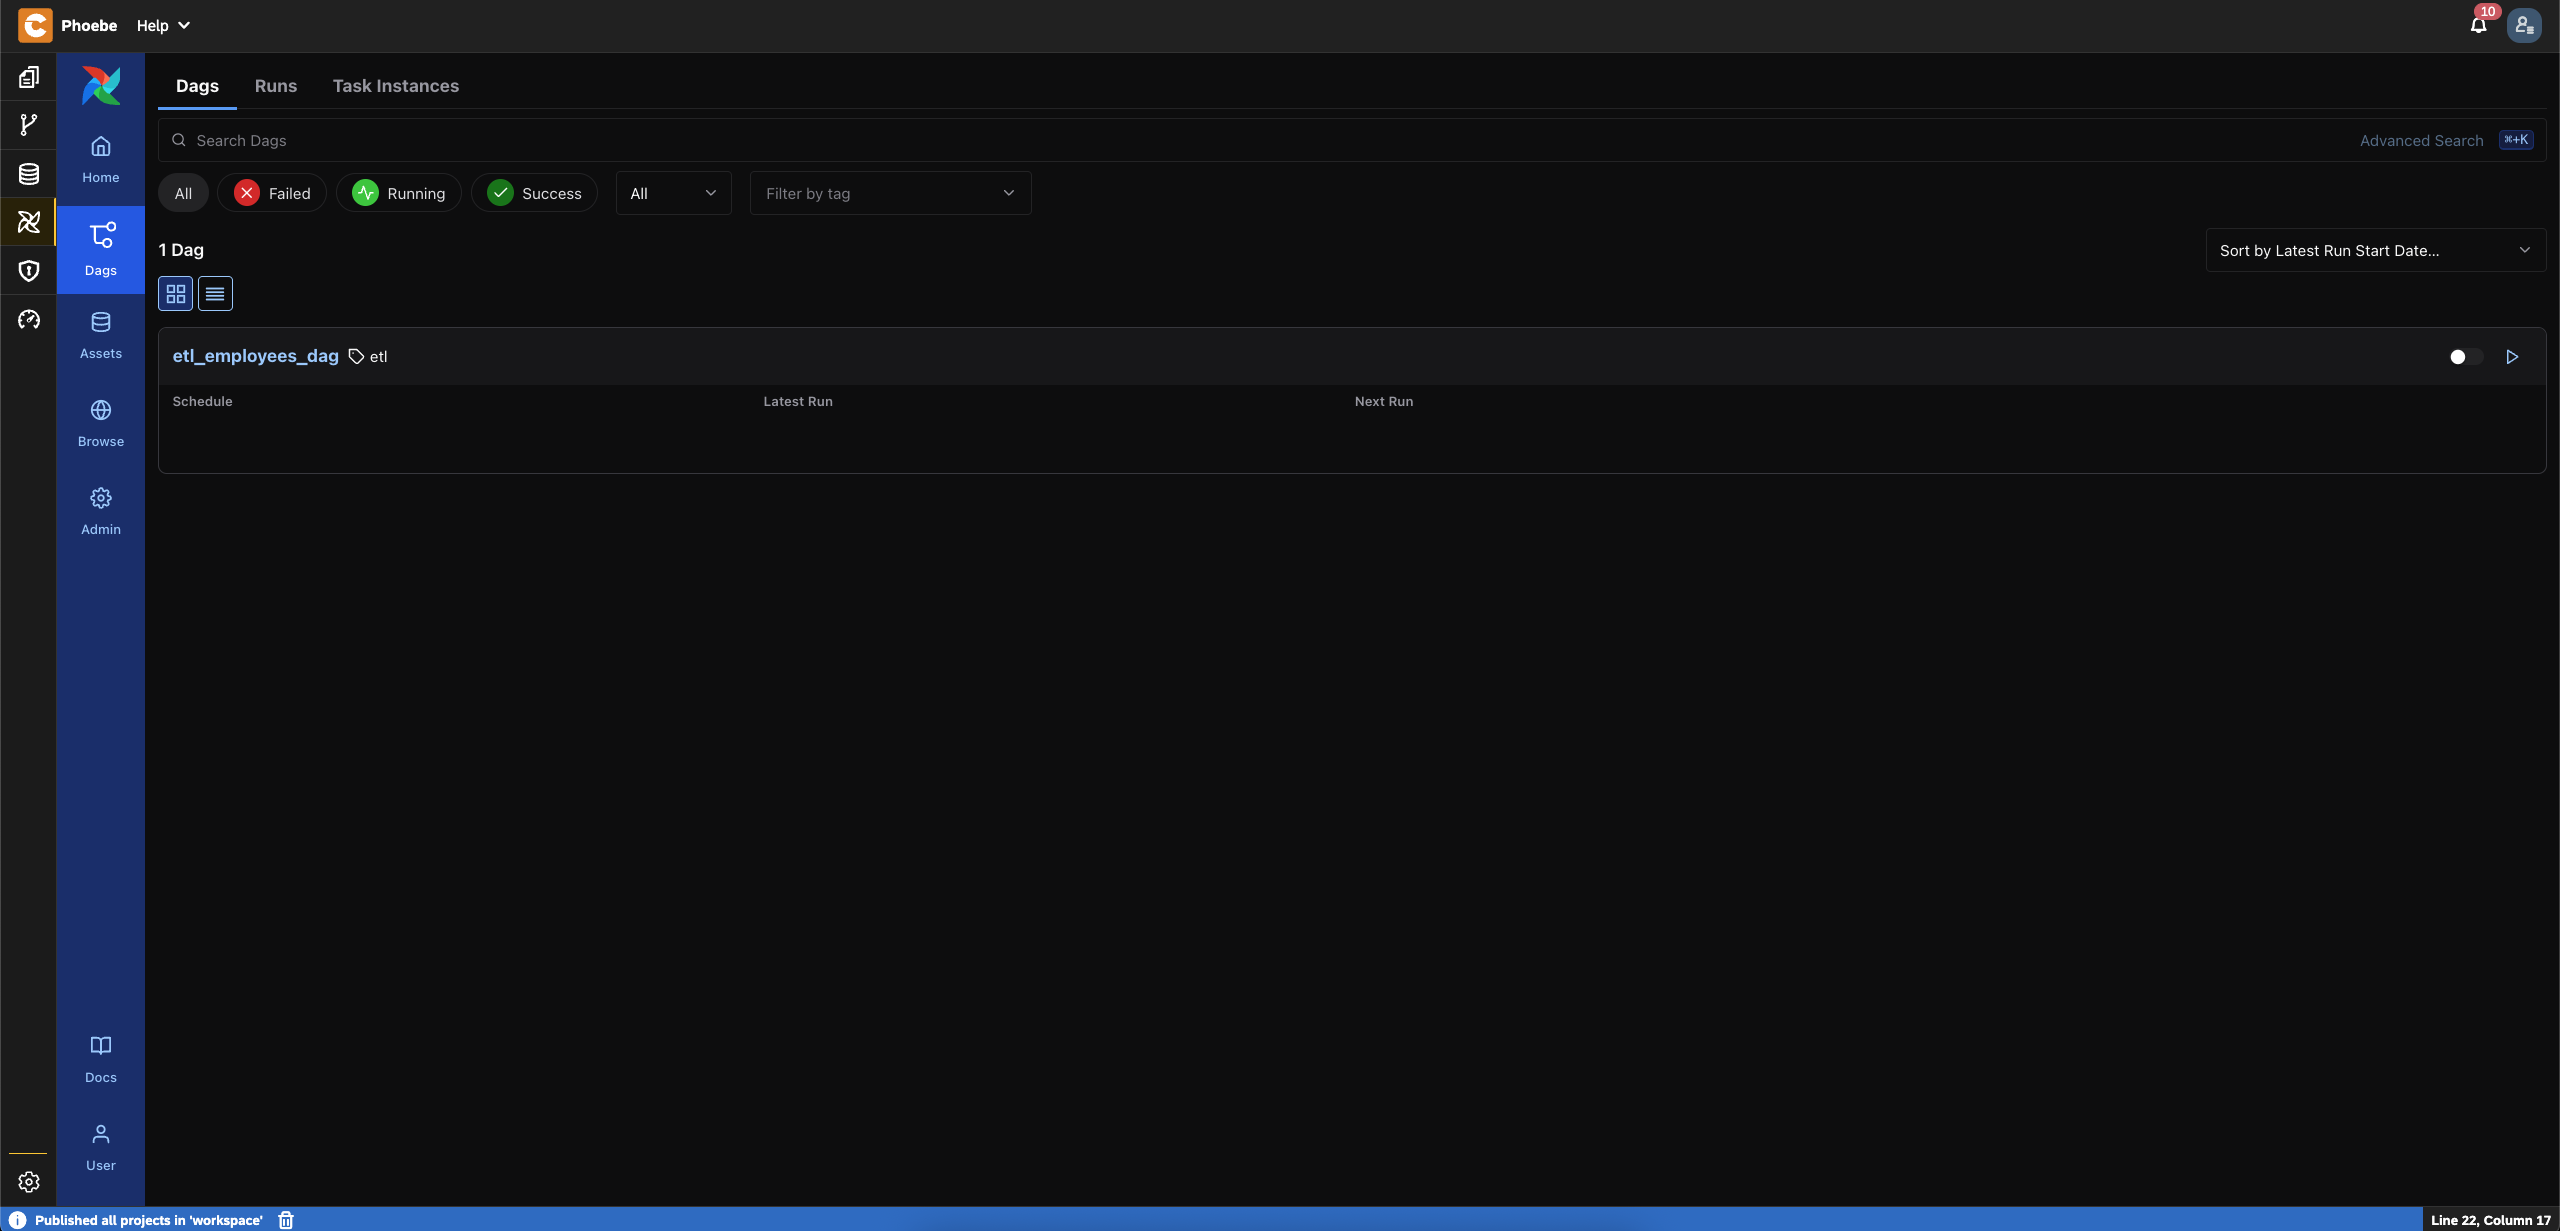 Phoebe Help 10
Dags Runs Task Instances
Search Dags Advanced Search ⌘+K
All Failed Running Success All Filter by tag
1 Dag Sort by Latest Run Start Date...
etl_employees_dag etl
Schedule Latest Run Next Run
Home
Dags
Assets
Browse
Admin
Docs
User
Published all projects in 'workspace' Line 22, Column 17